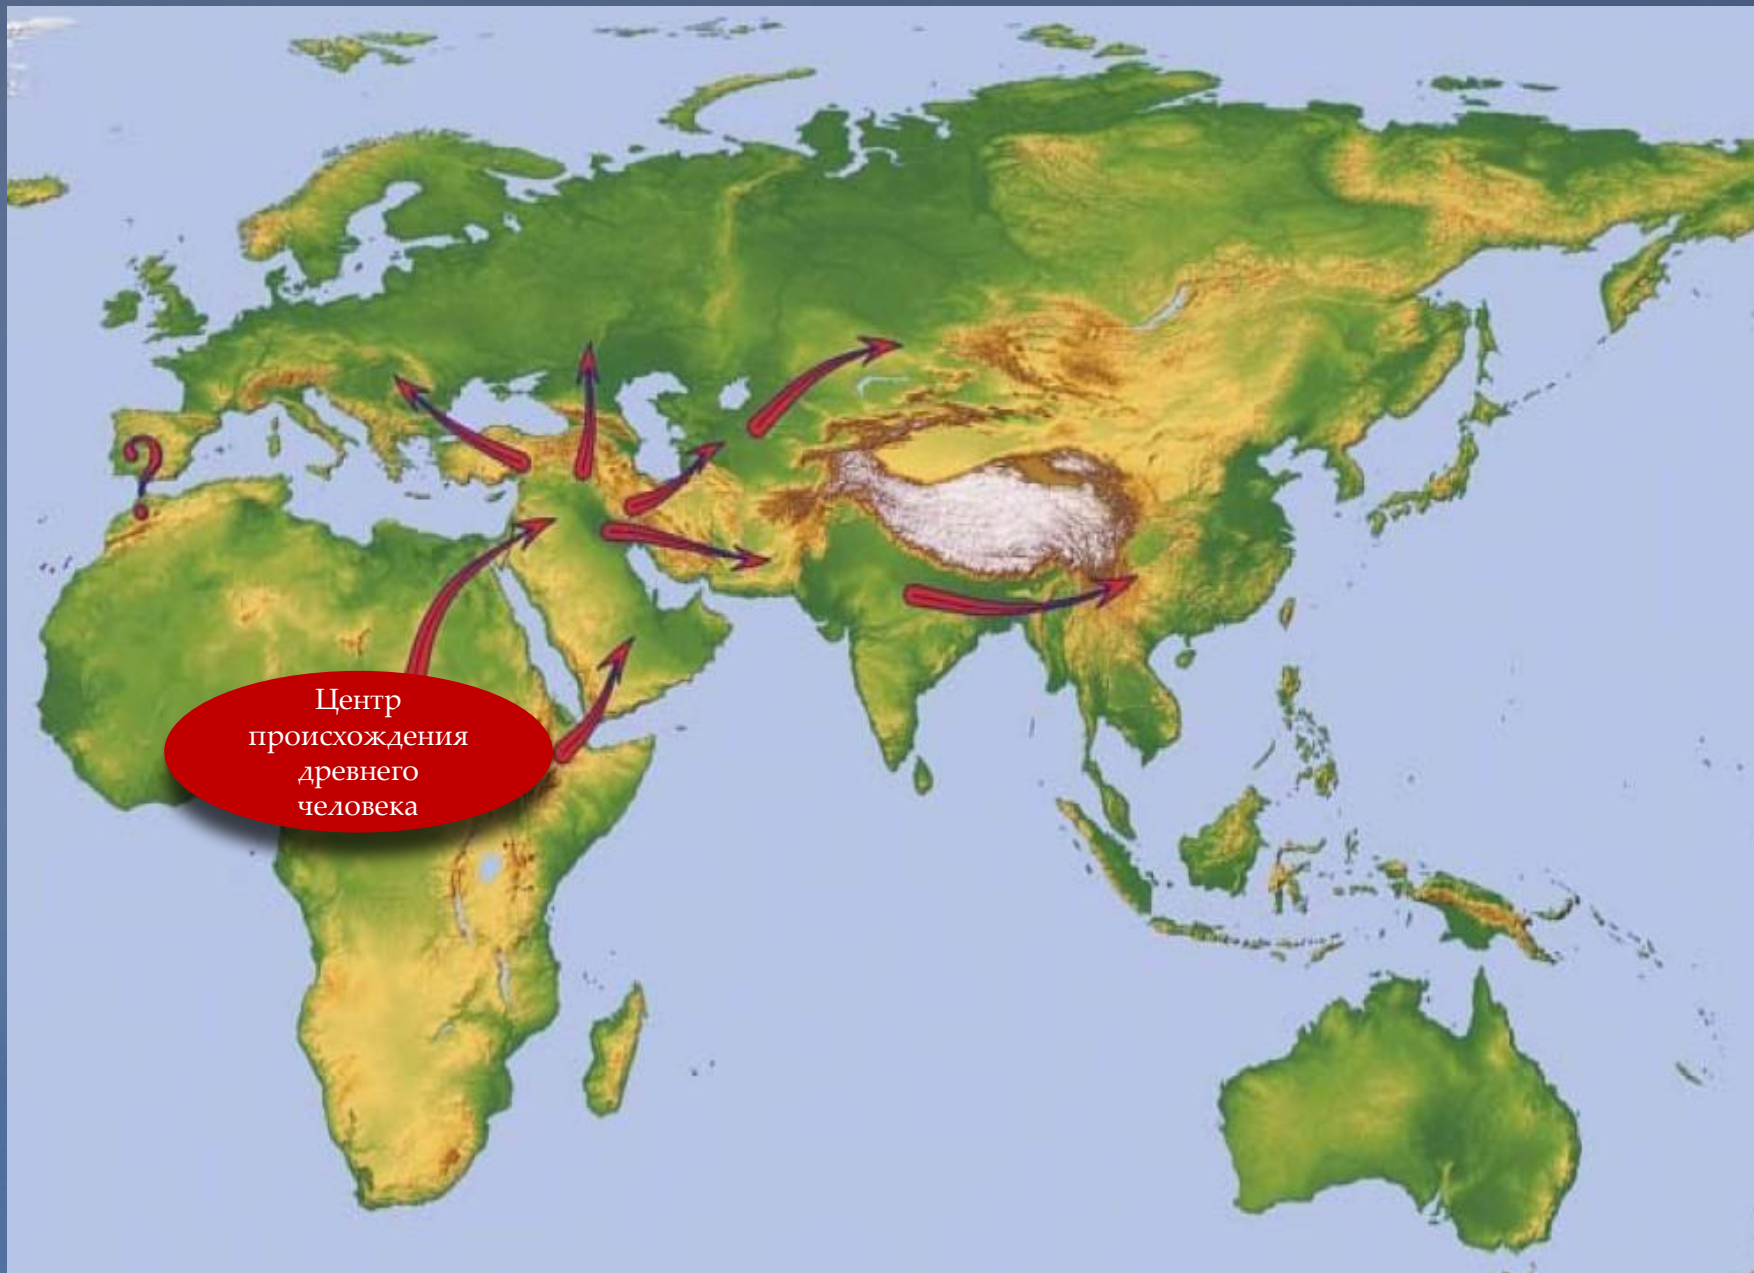 Центр
происхождения
древнего
человека
?